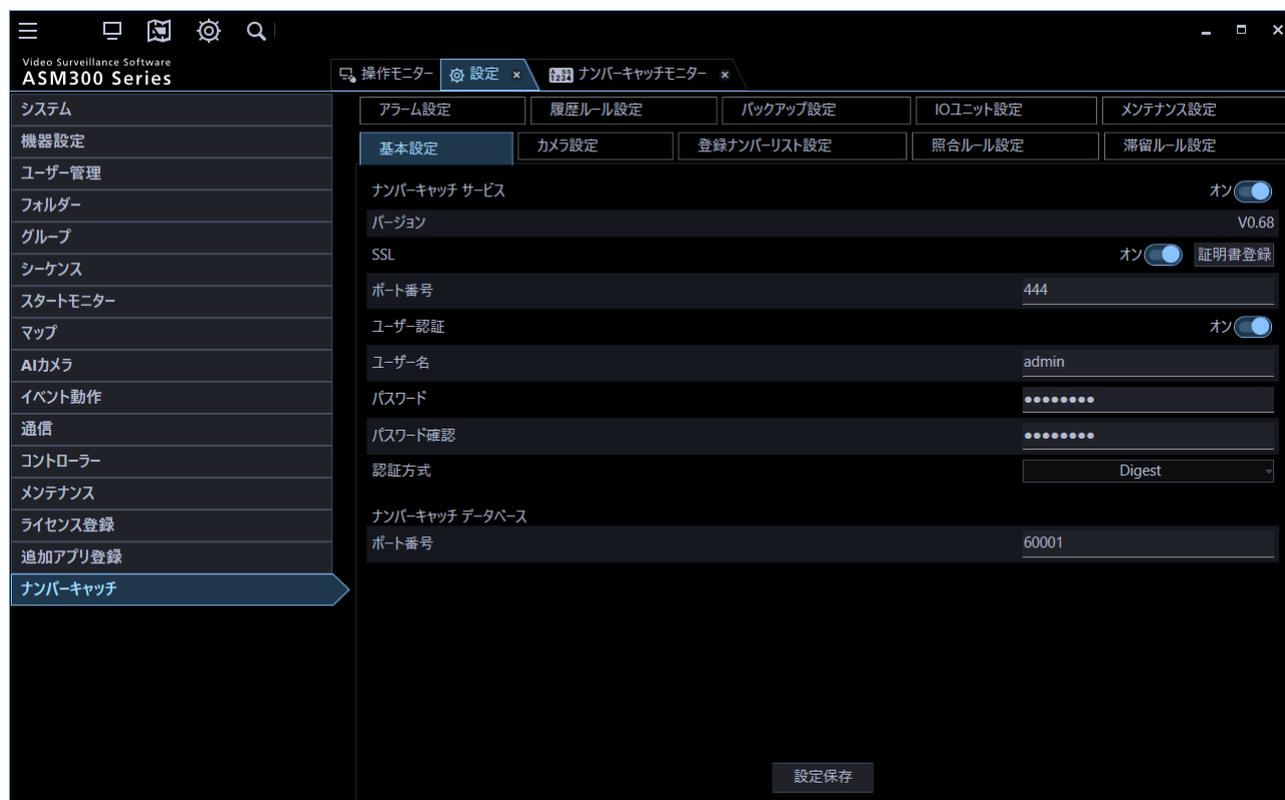 Video Surveillance Software
ASM300 Series
操作モニター
設定
ナンバーキャッチモニター
システム
機器設定
ユーザー管理
フォルダー
グループ
シーケンス
スタートモニター
マップ
AIカメラ
イベント動作
通信
コントローラー
メンテナンス
ライセンス登録
追加アプリ登録
ナンバーキャッチ
アラーム設定 履歴ルール設定 バックアップ設定 IOユニット設定 メンテナンス設定
基本設定 カメラ設定 登録ナンバーリスト設定 照合ルール設定 滞留ルール設定
ナンバーキャッチ サービス オン
バージョン V0.68
SSL オン 証明書登録
ポート番号 444
ユーザー認証 オン
ユーザー名 admin
パスワード ●●●●●●●●
パスワード確認 ●●●●●●●●
認証方式 Digest
ナンバーキャッチ データベース
ポート番号 60001
設定保存